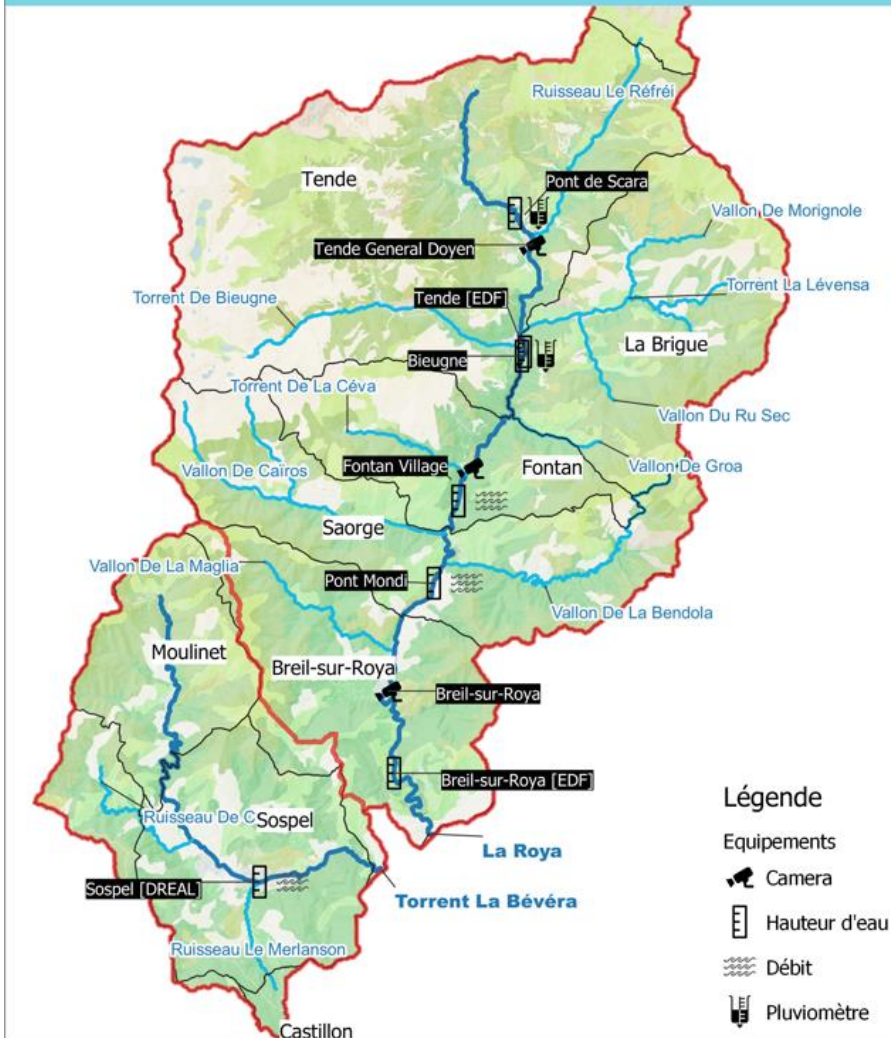 Ruisseau Le Réfréi
Tende
Pont de Scara
Vallon De Morignole
Tende General Doyen
Torrent La Lévensa
Torrent De Bieugne
Tende [EDF]
La Brigue
Bieugne
Torrent De La Céva
Vallon Du Ru Sec
Fontan Village
Fontan
Vallon De Groa
Vallon De Caïros
Saorge
Vallon De La Maglia
Pont Mondi
Vallon De La Bendola
Moulinet
Breil-sur-Roya
Breil-sur-Roya
Breil-sur-Roya [EDF]
Légende
Ruisseau De C
Sospel
Equipements
La Roya
Camera
Sospel [DREAL]
Torrent La Bévéra
Hauteur d'eau
Ruisseau Le Merlanson
Débit
Pluviomètre
Castillon